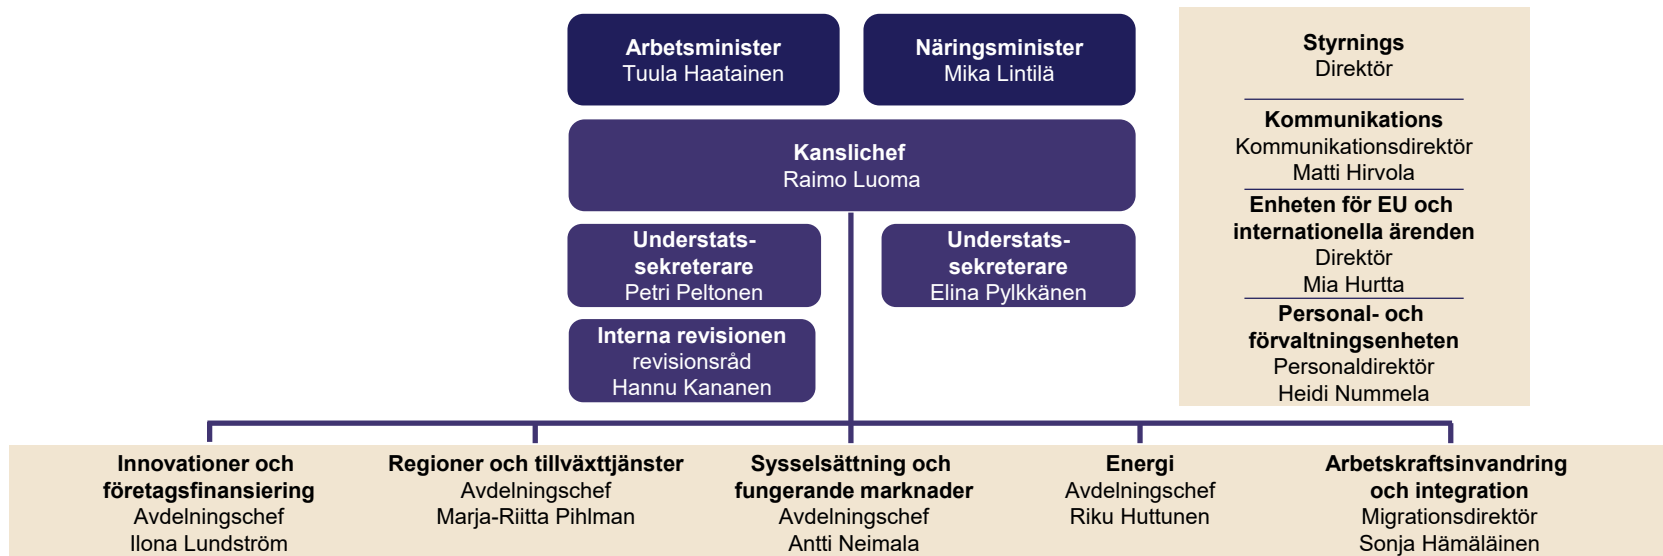 Arbetsminister
Tuula Haatainen
Näringsminister
Mika Lintilä
Kanslichef
Raimo Luoma
Understats-
sekreterare
Petri Peltonen
Understats-
sekreterare
Elina Pylkkänen
Interna revisionen
revisionsråd
Hannu Kananen
Styrnings
Direktör
Kommunikations
Kommunikationsdirektör
Matti Hirvola
Enheten för EU och
internationella ärenden
Direktör
Mia Hurtta
Personal- och
förvaltningsenheten
Personaldirektör
Heidi Nummela
Innovationer och
företagsfinansiering
Avdelningschef
Ilona Lundström
Regioner och tillväxttjänster
Avdelningschef
Marja-Riitta Pihlman
Sysselsättning och
fungerande marknader
Avdelningschef
Antti Neimala
Energi
Avdelningschef
Riku Huttunen
Arbetskraftsinvandring
och integration
Migrationsdirektör
Sonja Hämäläinen